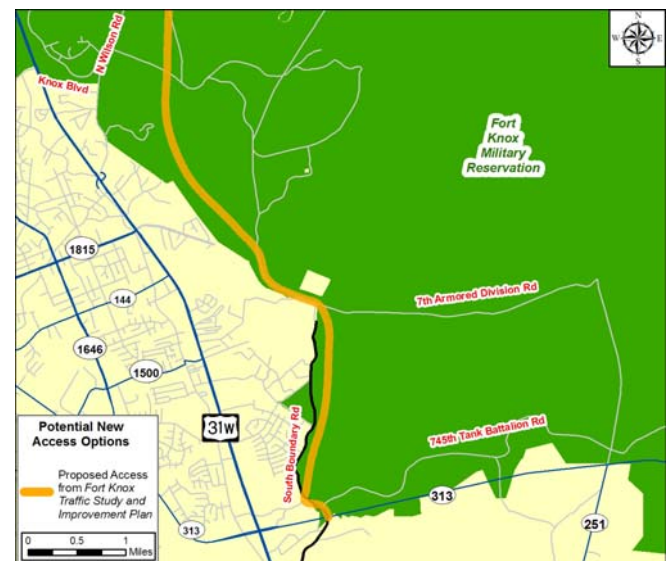 N
W E
S
N Wilson Rd
Knox Blvd
Fort
Knox
Military
Reservation
1815
144
7th Armored Division Rd
1646
1500
31W
South Boundary Rd
745th Tank Battalion Rd
313
313
251
Potential New
Access Options
Proposed Access
from Fort Knox
Traffic Study and
Improvement Plan
0 0.5 1
Miles